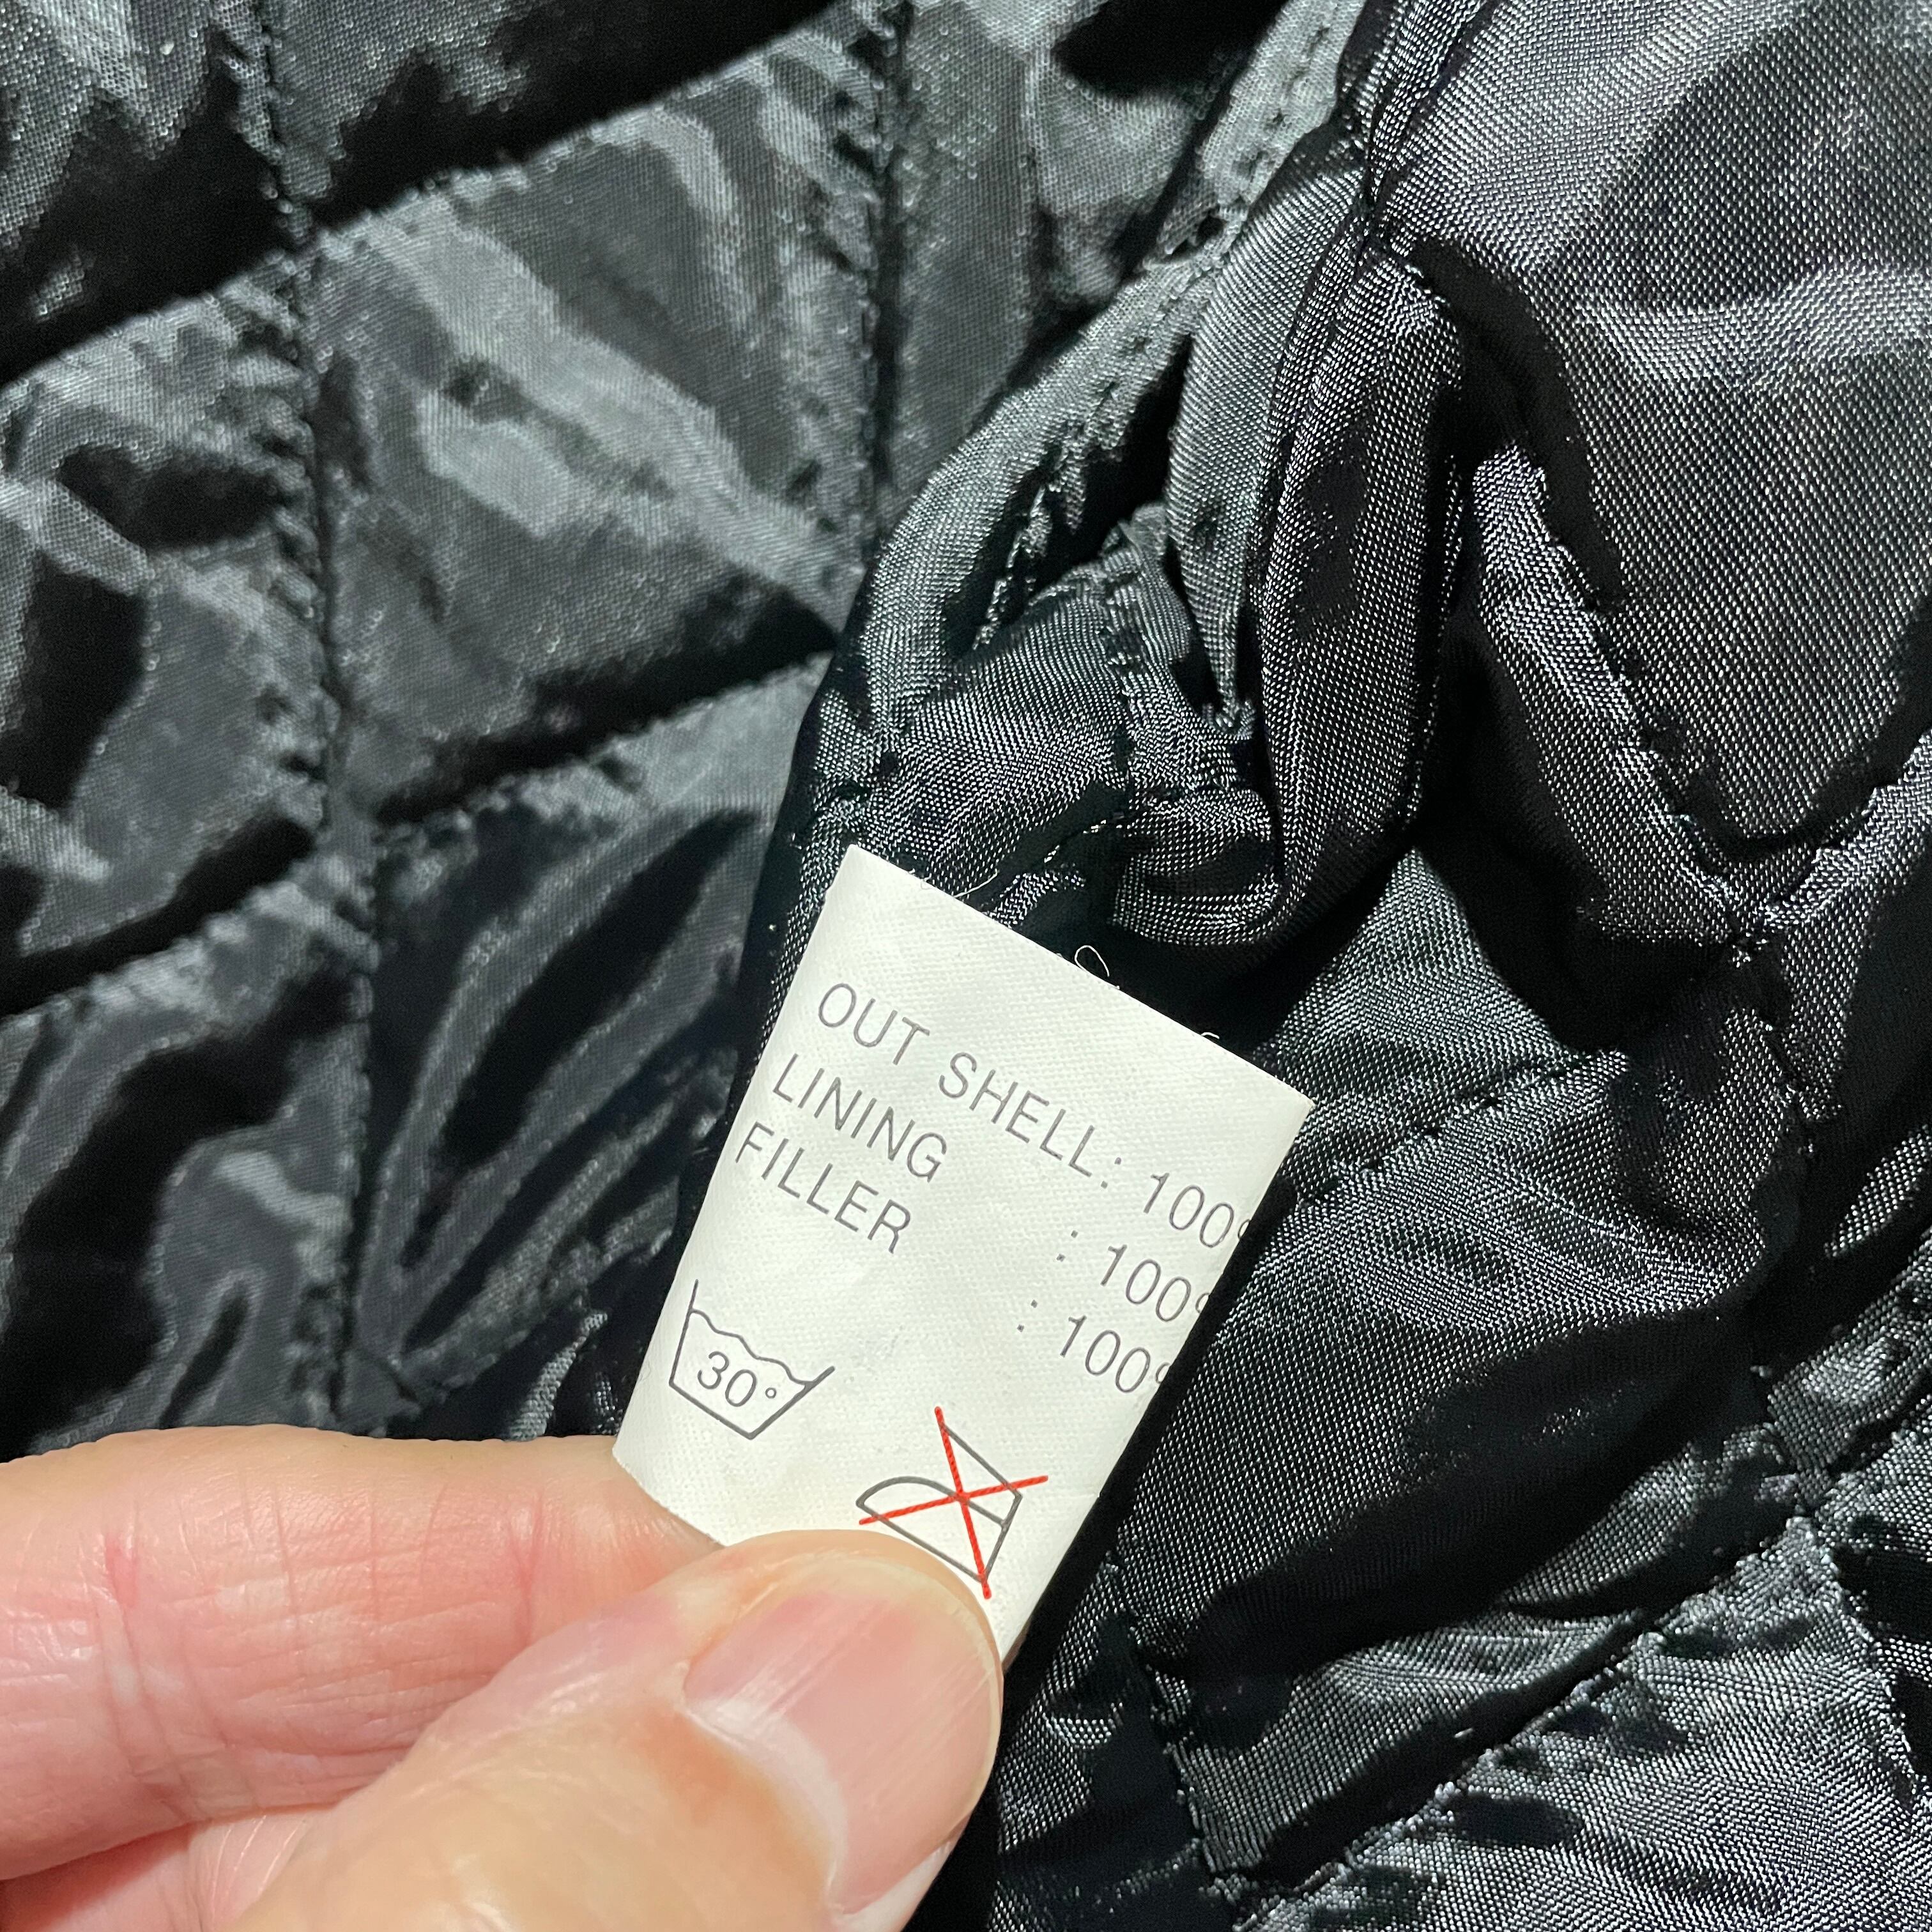 OUT SHELL: 100%
LINING : 100%
FILLER : 100%
30°